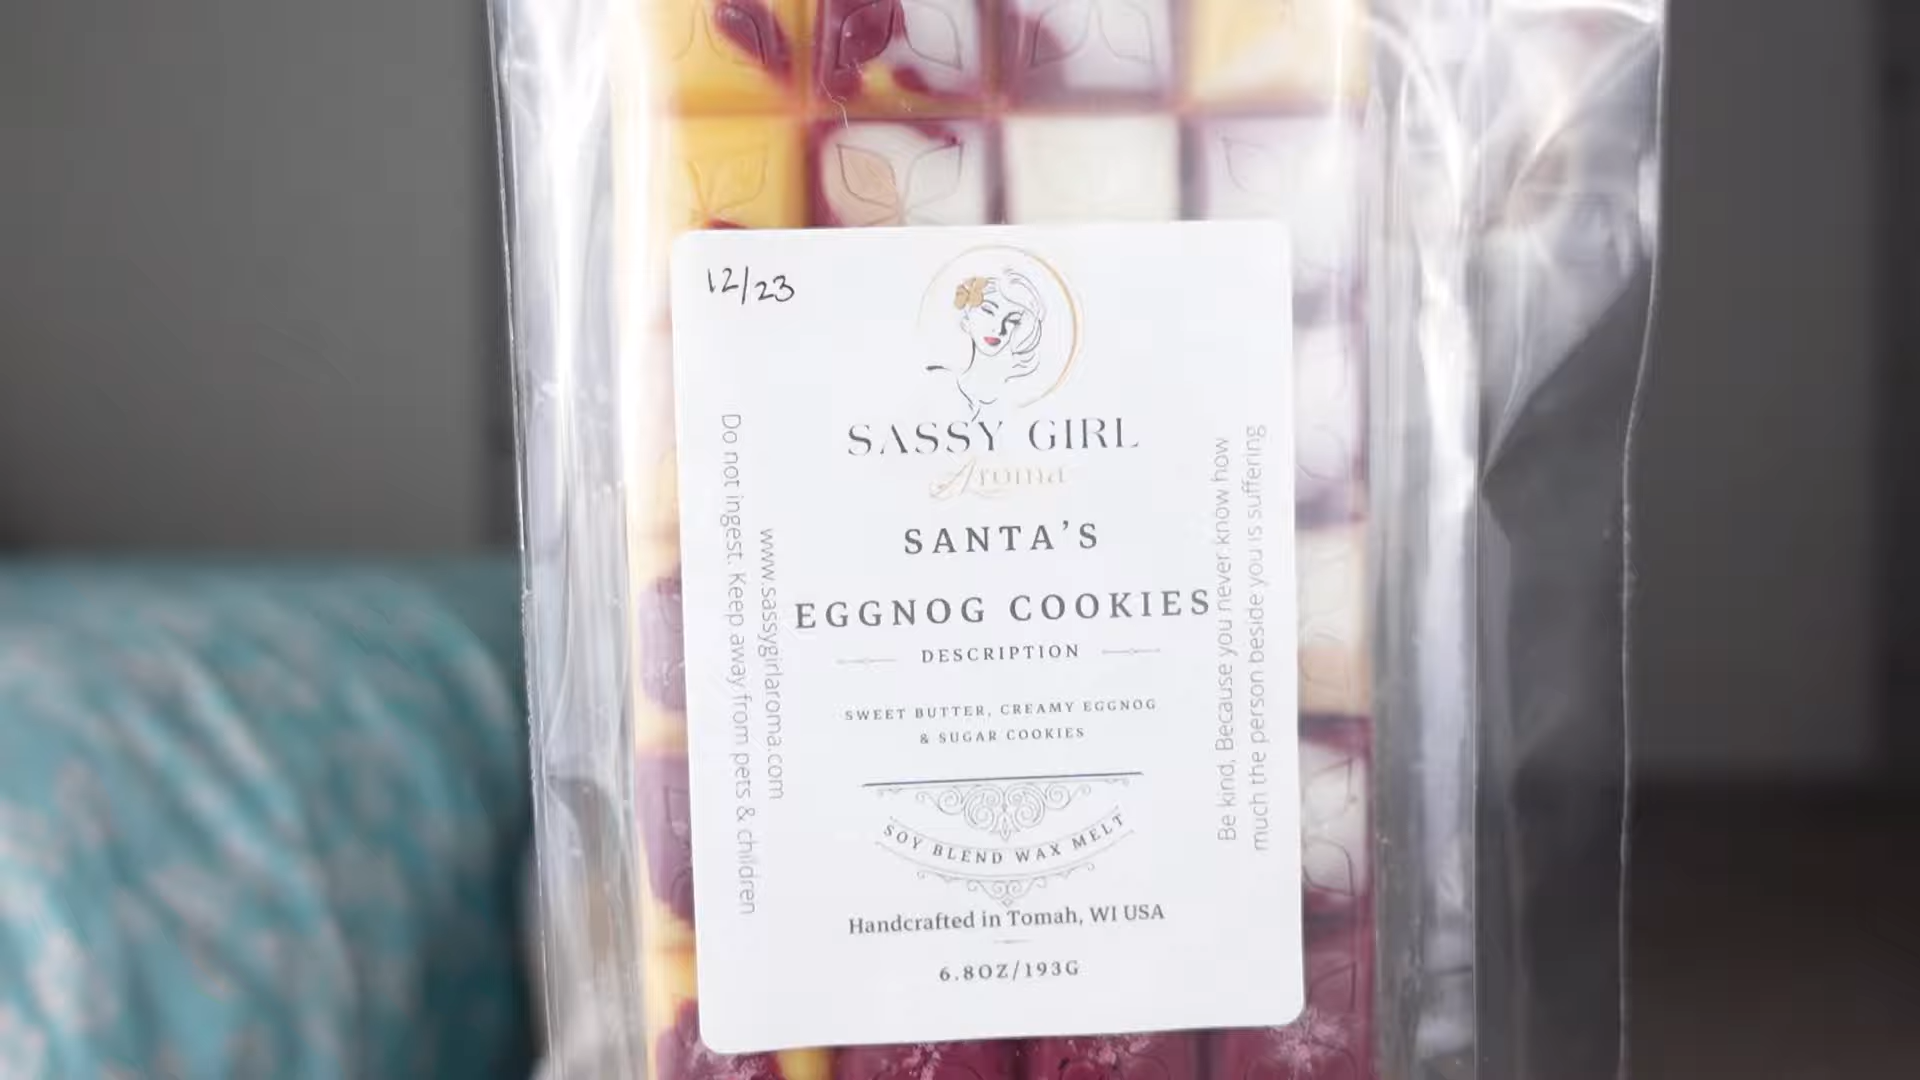 12/23
SASSY GIRL
Aroma
SANTA'S
EGGNOG COOKIES
DESCRIPTION
SWEET BUTTER, CREAMY EGGNOG
& SUGAR COOKIES
SOY BLEND WAX MELT
Handcrafted in Tomah, WI USA
6.8OZ/193G
Do not ingest. Keep away from pets & children
www.sassygirlaroma.com
Be kind, Because you never know how
much the person beside you is suffering